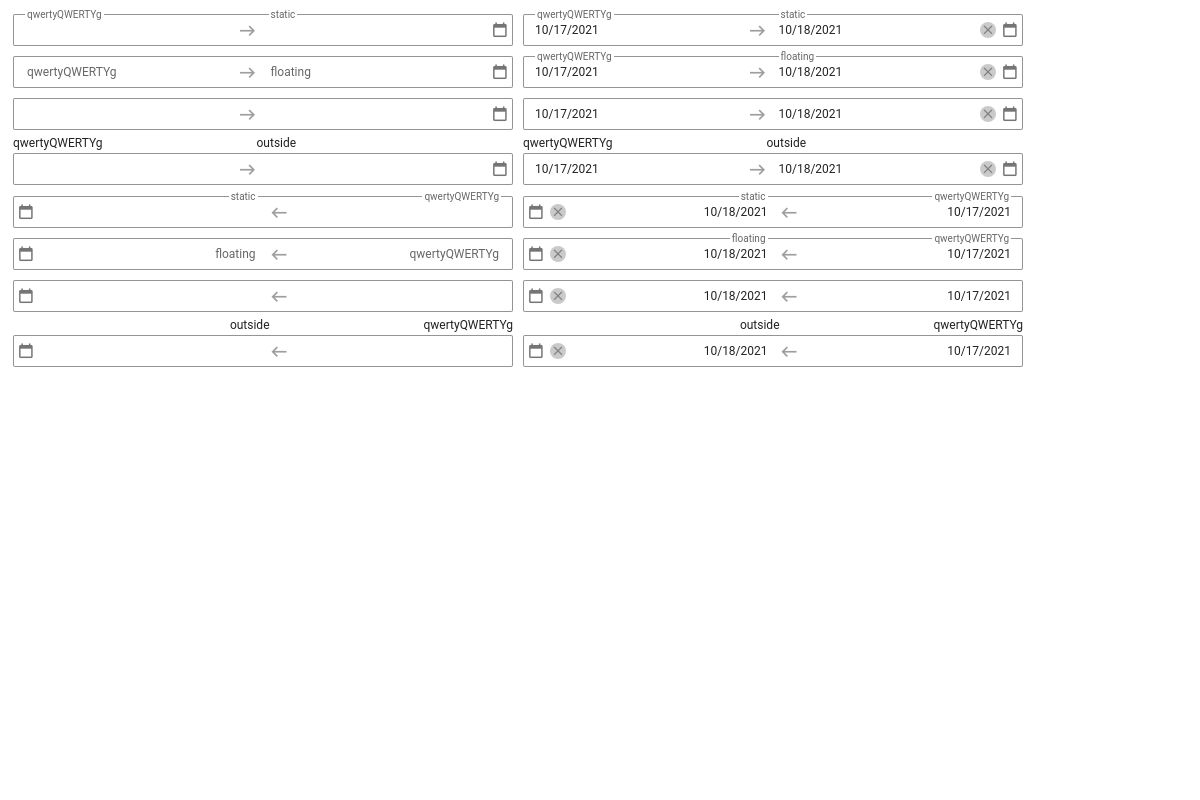 qwertyQWERTYg static qwertyQWERTYg static
10/17/2021 10/18/2021
qwertyQWERTYg floating
qwertyQWERTYg floating 10/17/2021 10/18/2021
10/17/2021 10/18/2021
qwertyQWERTYg outside qwertyQWERTYg outside
10/17/2021 10/18/2021
static qwertyQWERTYg static qwertyQWERTYg
10/18/2021 10/17/2021
floating qwertyQWERTYg
floating qwertyQWERTYg 10/18/2021 10/17/2021
10/18/2021 10/17/2021
outside qwertyQWERTYg outside qwertyQWERTYg
10/18/2021 10/17/2021